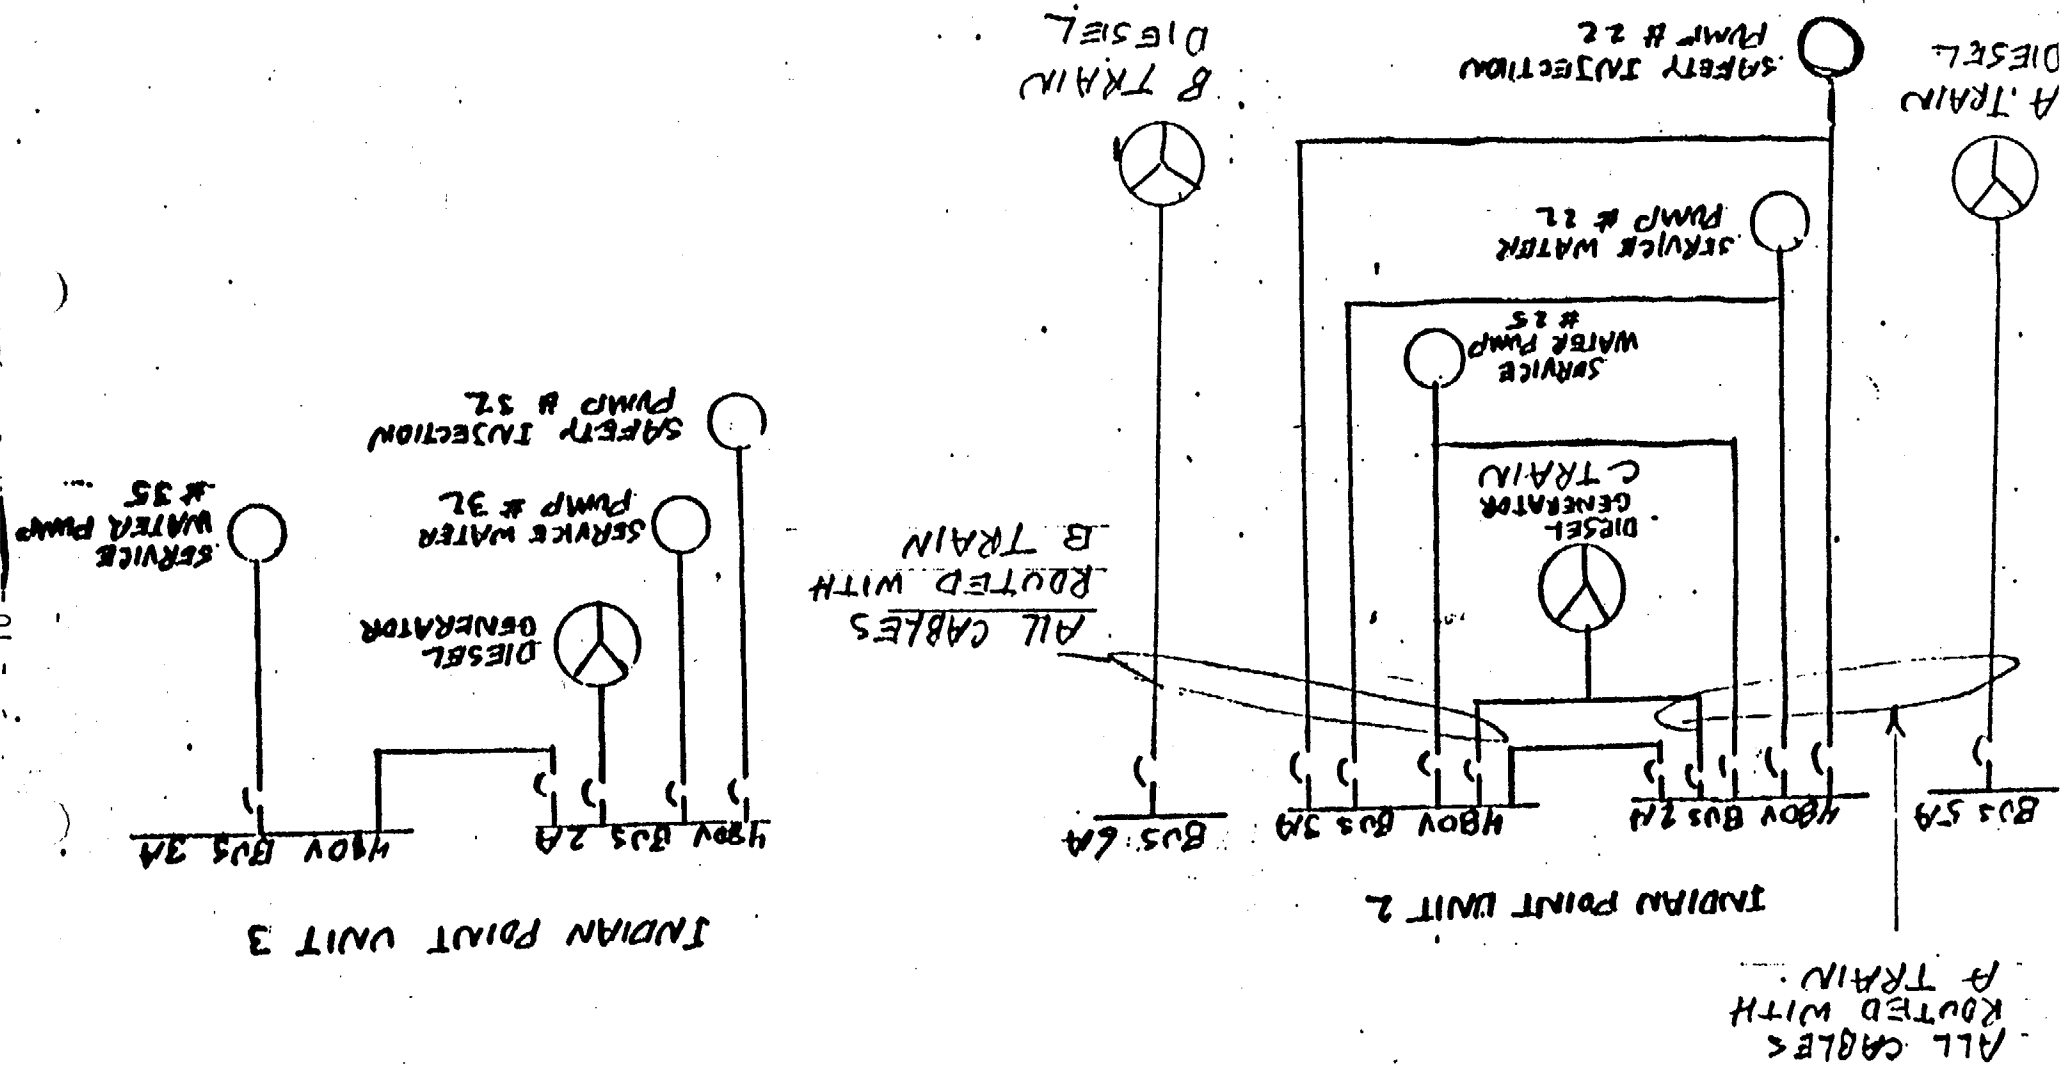 ALL CABLES
ROUTED WITH
A TRAIN
INDIAN POINT UNIT 2
INDIAN POINT UNIT 3
BUS 5A
480V BUS 2A
480V BUS 3A
BUS 6A
480V BUS 2A
480V BUS 3A
ALL CABLES
ROUTED WITH
B TRAIN
DIESEL
GENERATOR
C TRAIN
DIESEL
GENERATOR
SERVICE WATER
PUMP # 32
SERVICE
WATER PUMP
# 35
SAFETY INJECTION
PUMP # 32
SERVICE
WATER PUMP
# 25
SERVICE WATER
PUMP # 22
A TRAIN
DIESEL
SAFETY INJECTION
PUMP # 22
B TRAIN
DIESEL